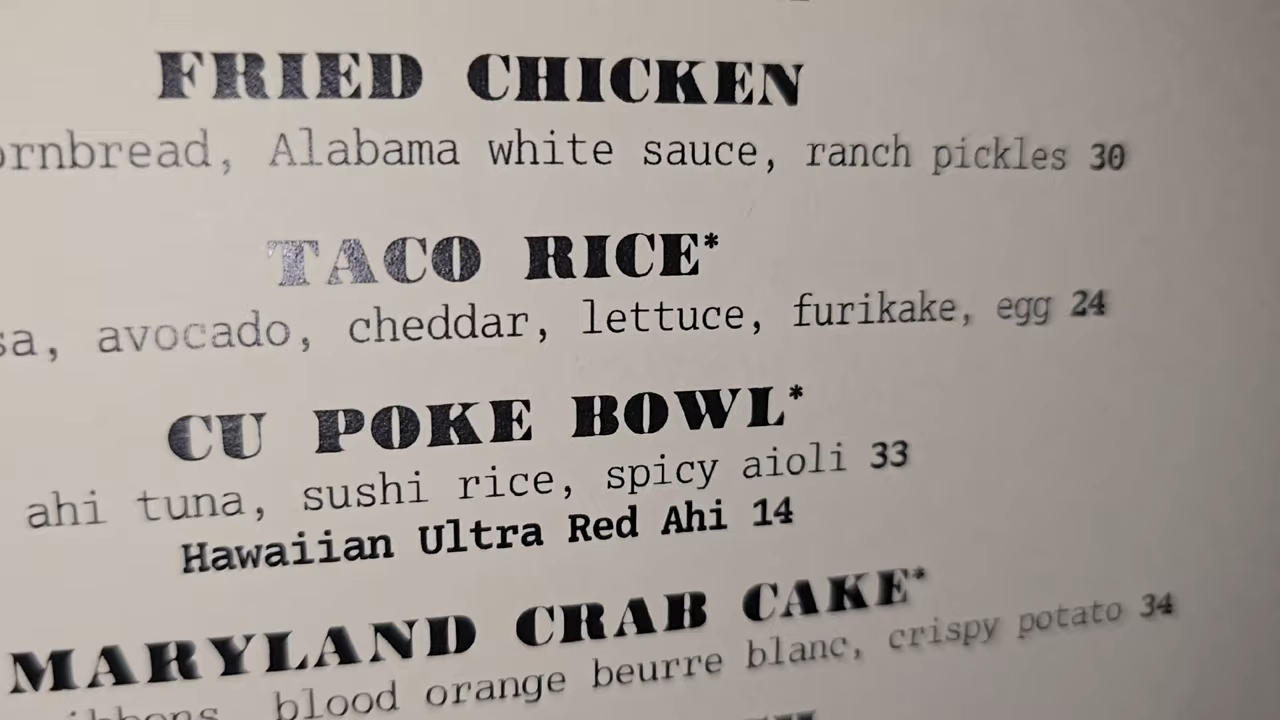 FRIED CHICKEN
Alabama white sauce, ranch pickles 30
TACO RICE*
avocado, cheddar, lettuce, furikake, egg 24
CU POKE BOWL*
ahi tuna, sushi rice, spicy aioli 33
Hawaiian Ultra Red Ahi 14
MARYLAND CRAB CAKE*
blood orange beurre blanc, crispy potato 34